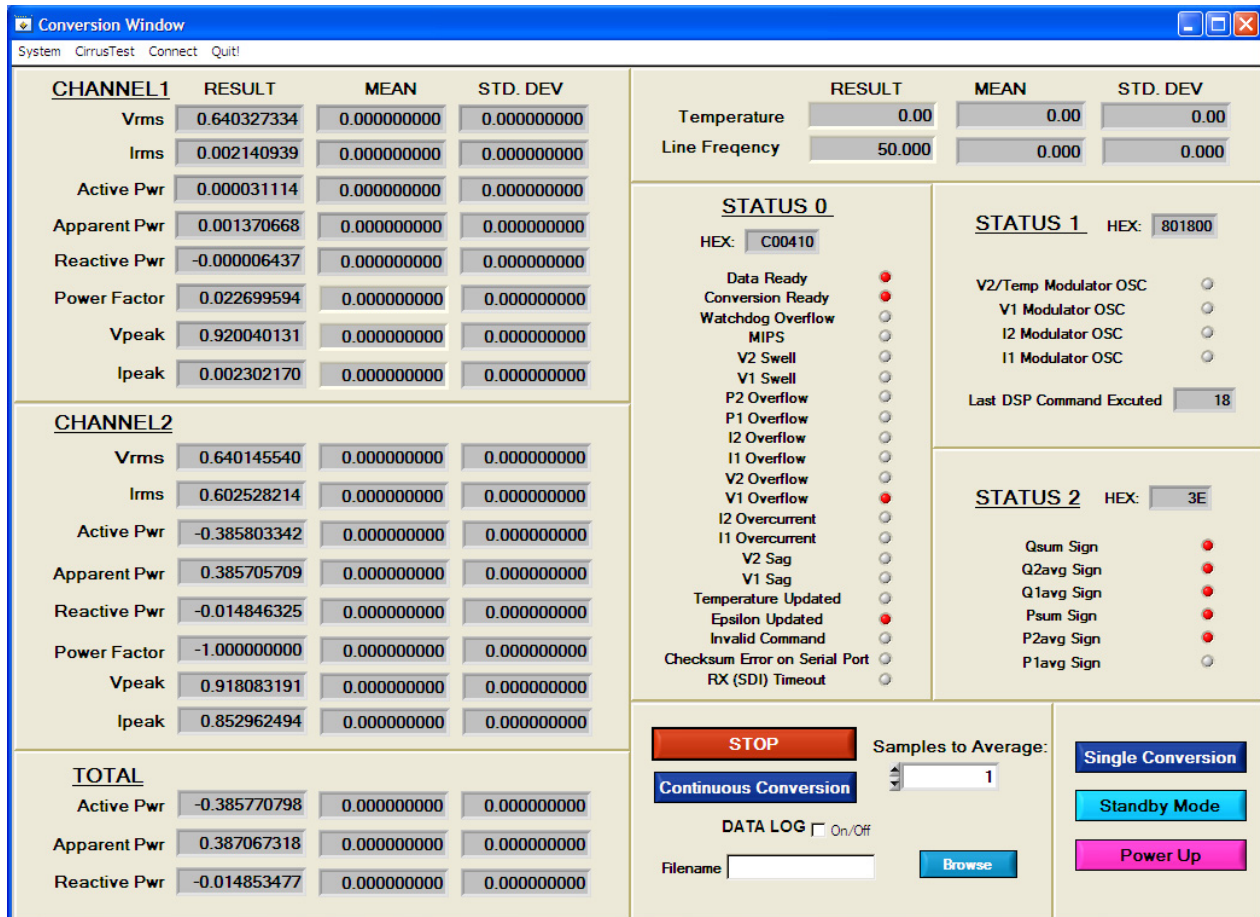 Conversion Window
System CirrusTest Connect Quit!
CHANNEL1 RESULT MEAN STD. DEV
Vrms 0.640327334 0.000000000 0.000000000
Irms 0.002140939 0.000000000 0.000000000
Active Pwr 0.000031114 0.000000000 0.000000000
Apparent Pwr 0.001370668 0.000000000 0.000000000
Reactive Pwr -0.000006437 0.000000000 0.000000000
Power Factor 0.022699594 0.000000000 0.000000000
Vpeak 0.920040131 0.000000000 0.000000000
Ipeak 0.002302170 0.000000000 0.000000000
CHANNEL2
Vrms 0.640145540 0.000000000 0.000000000
Irms 0.602528214 0.000000000 0.000000000
Active Pwr -0.385803342 0.000000000 0.000000000
Apparent Pwr 0.385705709 0.000000000 0.000000000
Reactive Pwr -0.014846325 0.000000000 0.000000000
Power Factor -1.000000000 0.000000000 0.000000000
Vpeak 0.918083191 0.000000000 0.000000000
Ipeak 0.852962494 0.000000000 0.000000000
TOTAL
Active Pwr -0.385770798 0.000000000 0.000000000
Apparent Pwr 0.387067318 0.000000000 0.000000000
Reactive Pwr -0.014853477 0.000000000 0.000000000
RESULT MEAN STD. DEV
Temperature 0.00 0.00 0.00
Line Freqency 50.000 0.000 0.000
STATUS 0
HEX: C00410
Data Ready
Conversion Ready
Watchdog Overflow
MIPS
V2 Swell
V1 Swell
P2 Overflow
P1 Overflow
I2 Overflow
I1 Overflow
V2 Overflow
V1 Overflow
I2 Overcurrent
I1 Overcurrent
V2 Sag
V1 Sag
Temperature Updated
Epsilon Updated
Invalid Command
Checksum Error on Serial Port
RX (SDI) Timeout
STATUS 1 HEX: 801800
V2/Temp Modulator OSC
V1 Modulator OSC
I2 Modulator OSC
I1 Modulator OSC
Last DSP Command Excuted 18
STATUS 2 HEX: 3E
Qsum Sign
Q2avg Sign
Q1avg Sign
Psum Sign
P2avg Sign
P1avg Sign
STOP
Continuous Conversion
Samples to Average:
1
DATA LOG On/Off
Filename Browse
Single Conversion
Standby Mode
Power Up